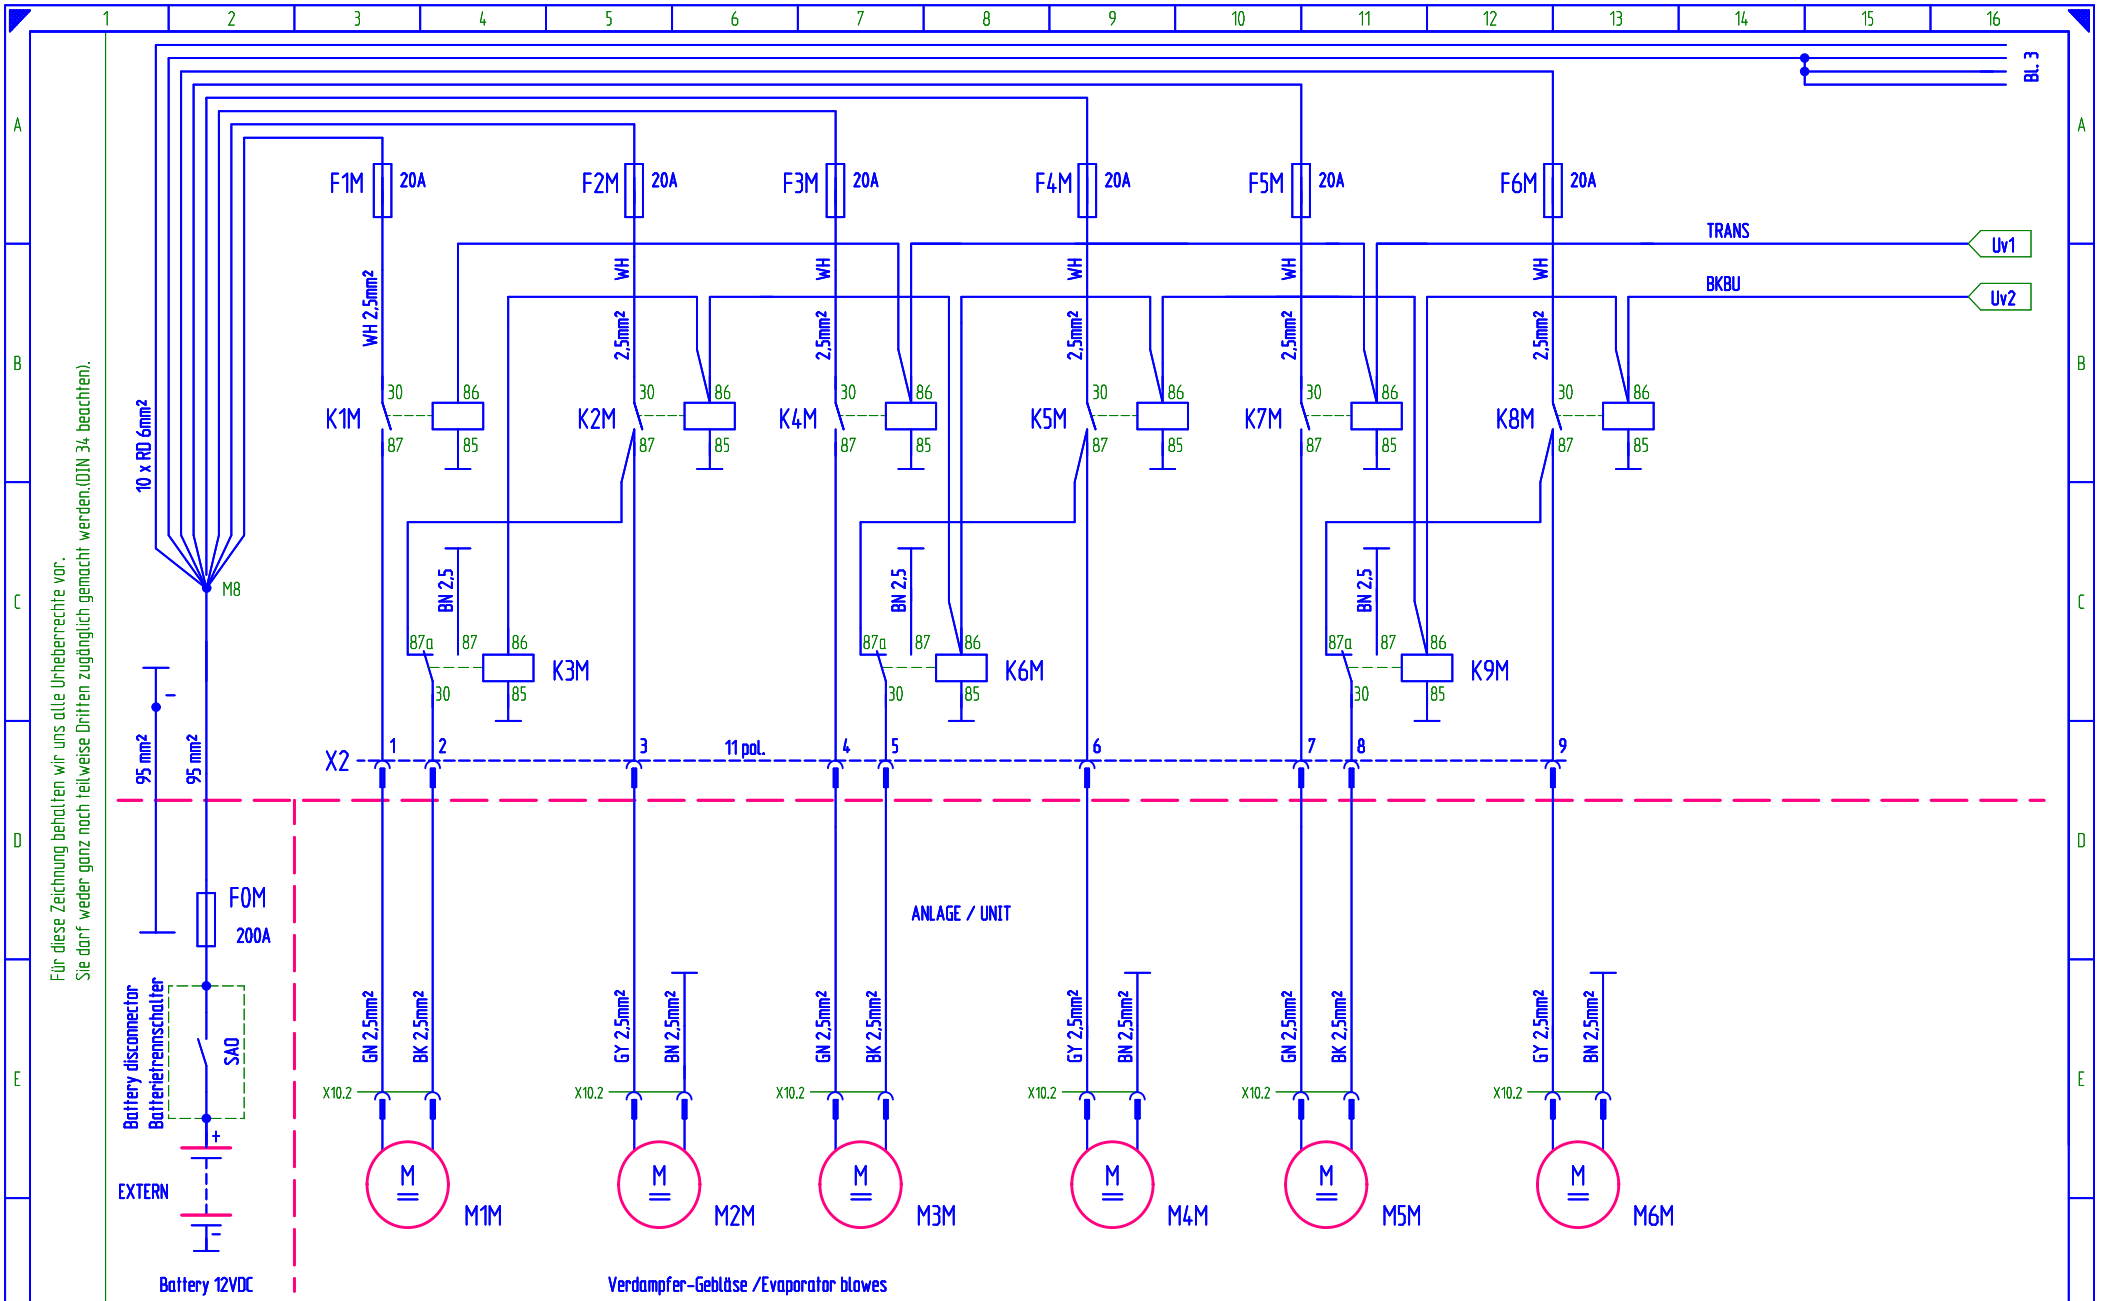 1 2 3 4 5 6 7 8 9 10 11 12 13 14 15 16
Bl. 3
A A
F1M 20A F2M 20A F3M 20A F4M 20A F5M 20A F6M 20A
TRANS Uv1
BKBU Uv2
WH 2,5mm²
WH 2,5mm²
WH 2,5mm²
WH 2,5mm²
WH 2,5mm²
WH 2,5mm²
B B
30 86 30 86 30 86 30 86 30 86 30 86
K1M K2M K4M K5M K7M K8M
87 85 87 85 87 85 87 85 87 85 87 85
10 x RD 6mm²
Für diese Zeichnung behalten wir uns alle Urheberrechte vor.
Sie darf weder ganz noch teilweise Dritten zugänglich gemacht werden.(DIN 34 beachten).
M8
C C
BN 2,5 BN 2,5 BN 2,5
87a 87 86 87a 87 86 87a 87 86
K3M K6M K9M
30 85 30 85 30 85
-
95 mm² 95 mm²
X2 1 2 3 11 pol. 4 5 6 7 8 9
D D
F0M
200A
ANLAGE / UNIT
Battery disconnector
Batterietrennschalter
SA0
GN 2,5mm² BK 2,5mm² GY 2,5mm² BN 2,5mm² GN 2,5mm² BK 2,5mm² GY 2,5mm² BN 2,5mm² GN 2,5mm² BK 2,5mm² GY 2,5mm² BN 2,5mm²
E E
X10.2 X10.2 X10.2 X10.2 X10.2 X10.2
+
EXTERN
M M M M M M
M1M M2M M3M M4M M5M M6M
-
Battery 12VDC
Verdampfer-Gebläse /Evaporator blowes